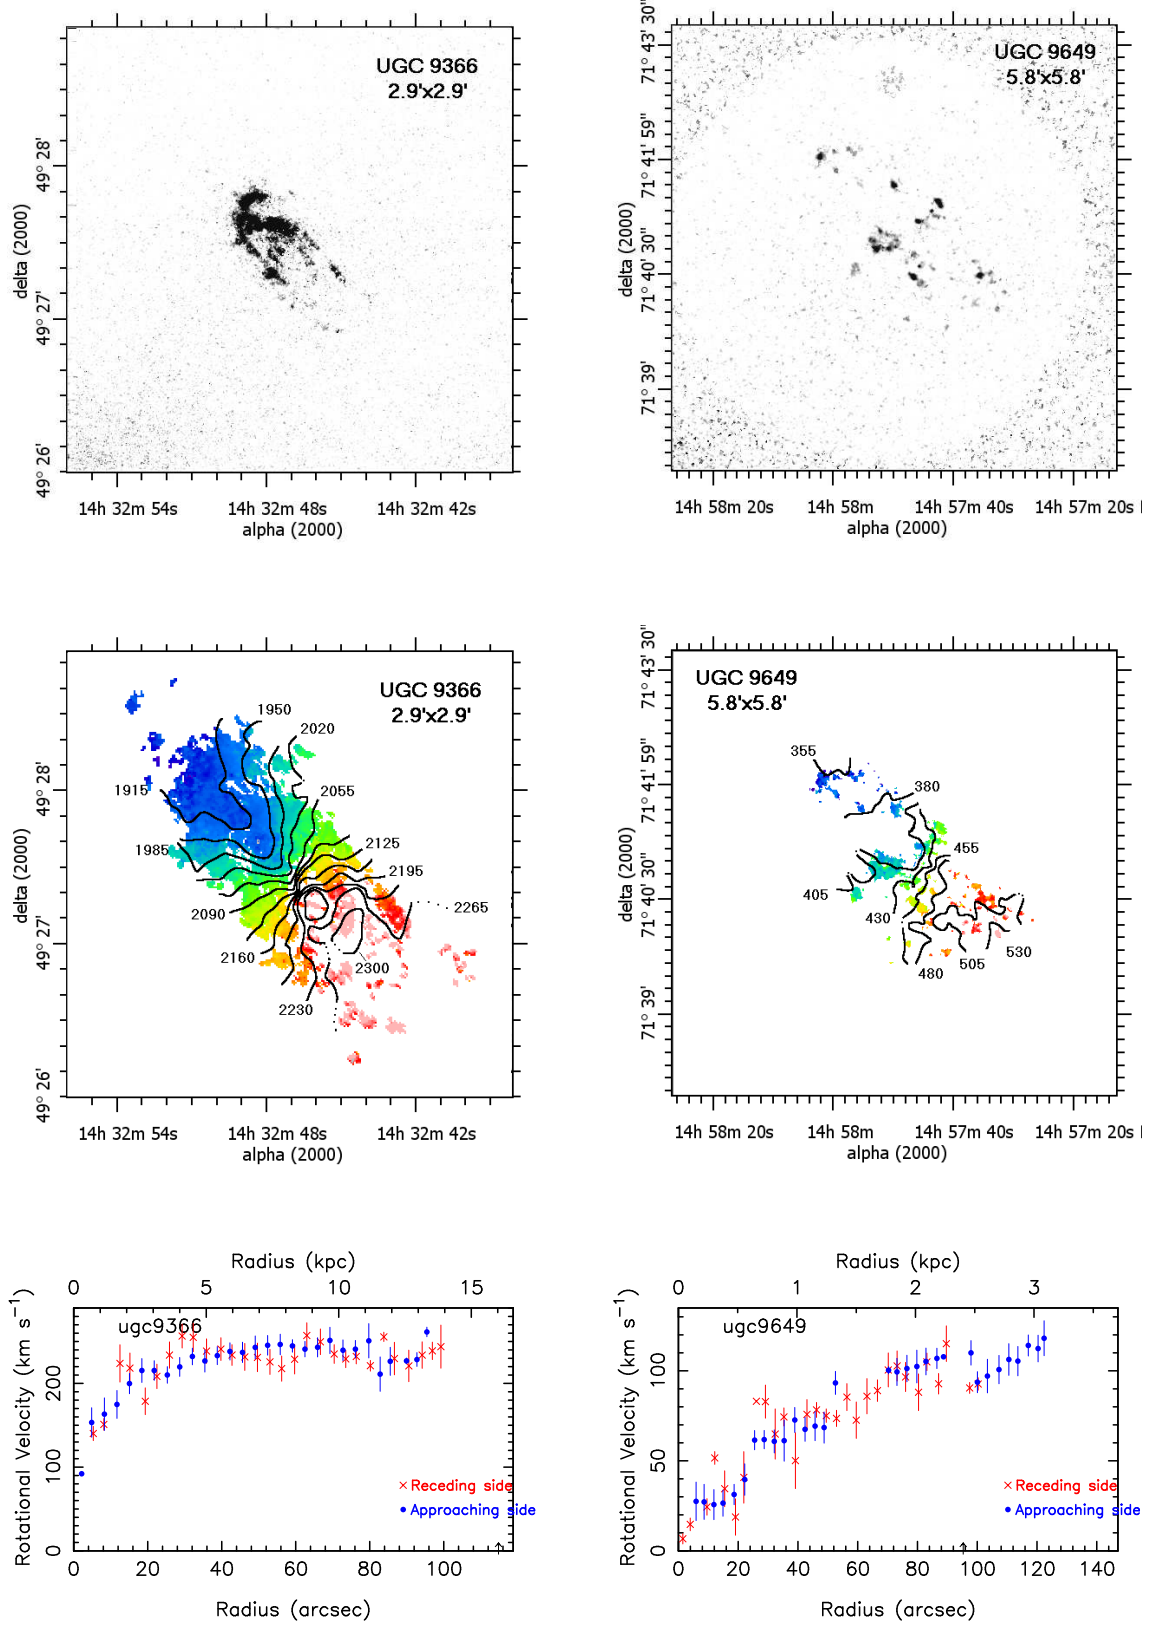 UGC 9366
2.9'x2.9'
49° 28'
49° 27'
49° 26'
delta (2000)
14h 32m 54s
14h 32m 48s
14h 32m 42s
alpha (2000)
UGC 9649
5.8'x5.8'
71° 43' 30"
71° 41' 59"
71° 40' 30"
71° 39'
delta (2000)
14h 58m 20s
14h 58m
14h 57m 40s
14h 57m 20s
alpha (2000)
UGC 9366
2.9'x2.9'
1950
2020
1915
2055
1985
2125
2195
2090
2265
2160
2300
2230
49° 28'
49° 27'
49° 26'
delta (2000)
14h 32m 54s
14h 32m 48s
14h 32m 42s
alpha (2000)
UGC 9649
5.8'x5.8'
355
380
455
405
430
480
505
530
71° 43' 30"
71° 41' 59"
71° 40' 30"
71° 39'
delta (2000)
14h 58m 20s
14h 58m
14h 57m 40s
14h 57m 20s
alpha (2000)
Radius (kpc)
0 5 10 15
ugc9366
Rotational Velocity (km s⁻¹)
0 100 200
× Receding side
• Approaching side
0 20 40 60 80 100
Radius (arcsec)
Radius (kpc)
0 1 2 3
ugc9649
Rotational Velocity (km s⁻¹)
0 50 100
× Receding side
• Approaching side
0 20 40 60 80 100 120 140
Radius (arcsec)